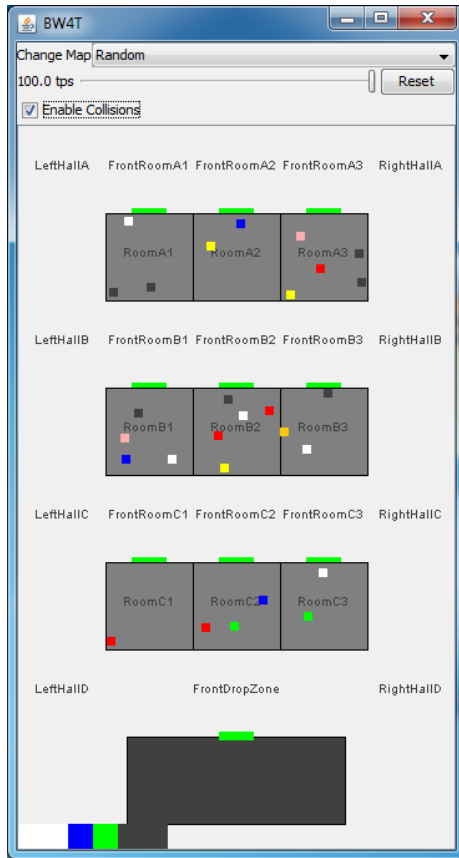 BW4T
Change Map Random
100.0 tps Reset
Enable Collisions
LeftHallA FrontRoomA1 FrontRoomA2 FrontRoomA3 RightHallA
RoomA1 RoomA2 RoomA3
LeftHallB FrontRoomB1 FrontRoomB2 FrontRoomB3 RightHallB
RoomB1 RoomB2 RoomB3
LeftHallC FrontRoomC1 FrontRoomC2 FrontRoomC3 RightHallC
RoomC1 RoomC2 RoomC3
LeftHallD FrontDropZone RightHallD